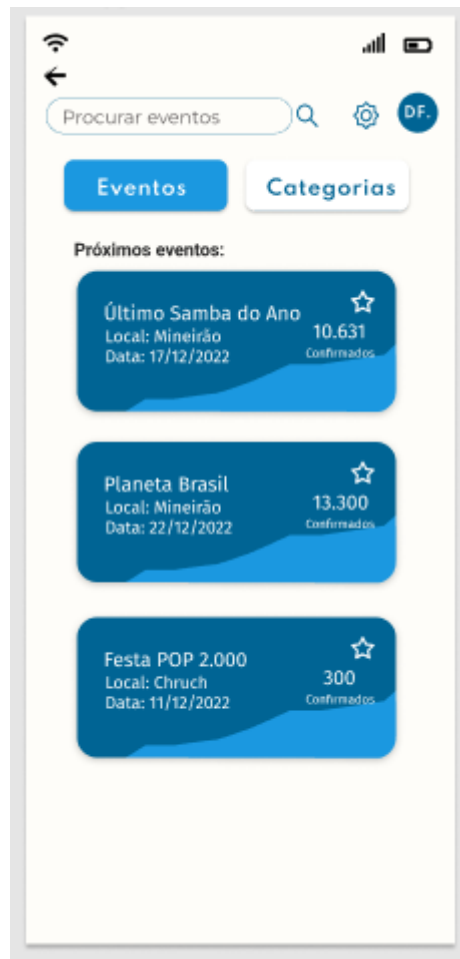 Procurar eventos
DF.
Eventos
Categorias
Próximos eventos:
Último Samba do Ano
Local: Mineirão
Data: 17/12/2022
10.631
Confirmados
Planeta Brasil
Local: Mineirão
Data: 22/12/2022
13.300
Confirmados
Festa POP 2.000
Local: Chruch
Data: 11/12/2022
300
Confirmados